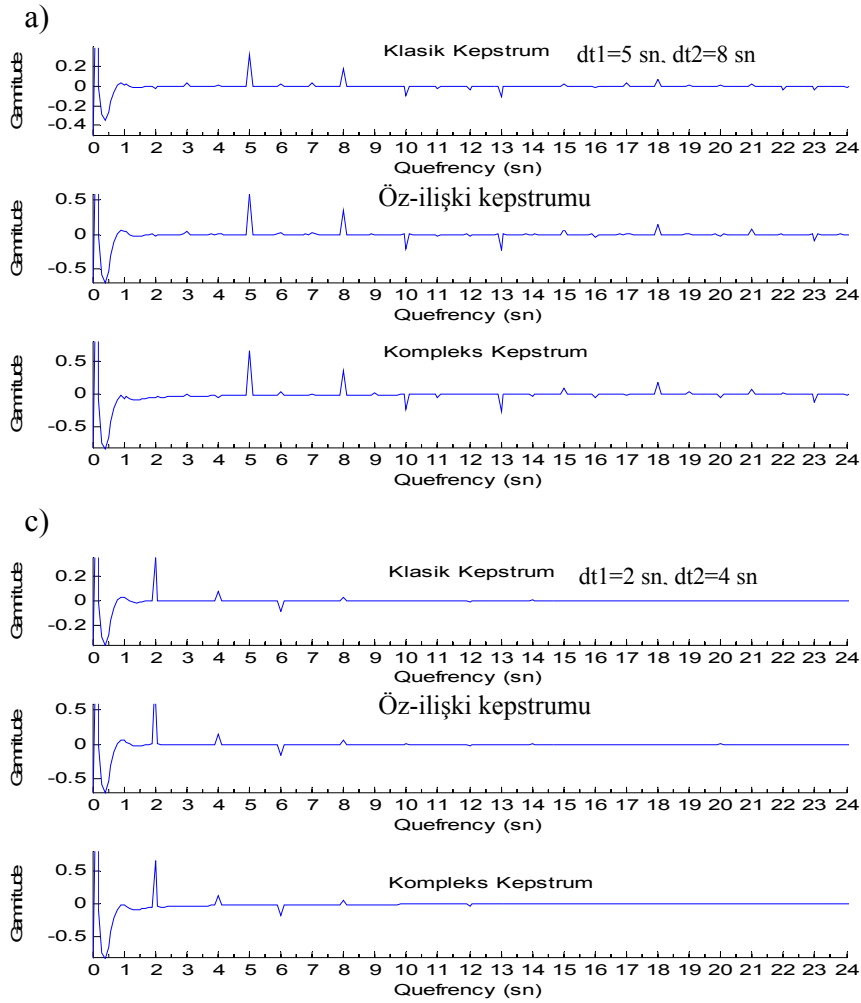 a)
Klasik Kepstrum dt1=5 sn, dt2=8 sn
0.2
0
-0.2
-0.4
0 1 2 3 4 5 6 7 8 9 10 11 12 13 14 15 16 17 18 19 20 21 22 23 24
Quefrency (sn)
Öz-ilişki kepstrumu
0.5
0
-0.5
0 1 2 3 4 5 6 7 8 9 10 11 12 13 14 15 16 17 18 19 20 21 22 23 24
Quefrency (sn)
Kompleks Kepstrum
0.5
0
-0.5
0 1 2 3 4 5 6 7 8 9 10 11 12 13 14 15 16 17 18 19 20 21 22 23 24
Quefrency (sn)
c)
Klasik Kepstrum dt1=2 sn, dt2=4 sn
0.2
0
-0.2
0 1 2 3 4 5 6 7 8 9 10 11 12 13 14 15 16 17 18 19 20 21 22 23 24
Quefrency (sn)
Öz-ilişki kepstrumu
0.5
0
-0.5
0 1 2 3 4 5 6 7 8 9 10 11 12 13 14 15 16 17 18 19 20 21 22 23 24
Quefrency (sn)
Kompleks Kepstrum
0.5
0
-0.5
0 1 2 3 4 5 6 7 8 9 10 11 12 13 14 15 16 17 18 19 20 21 22 23 24
Quefrency (sn)